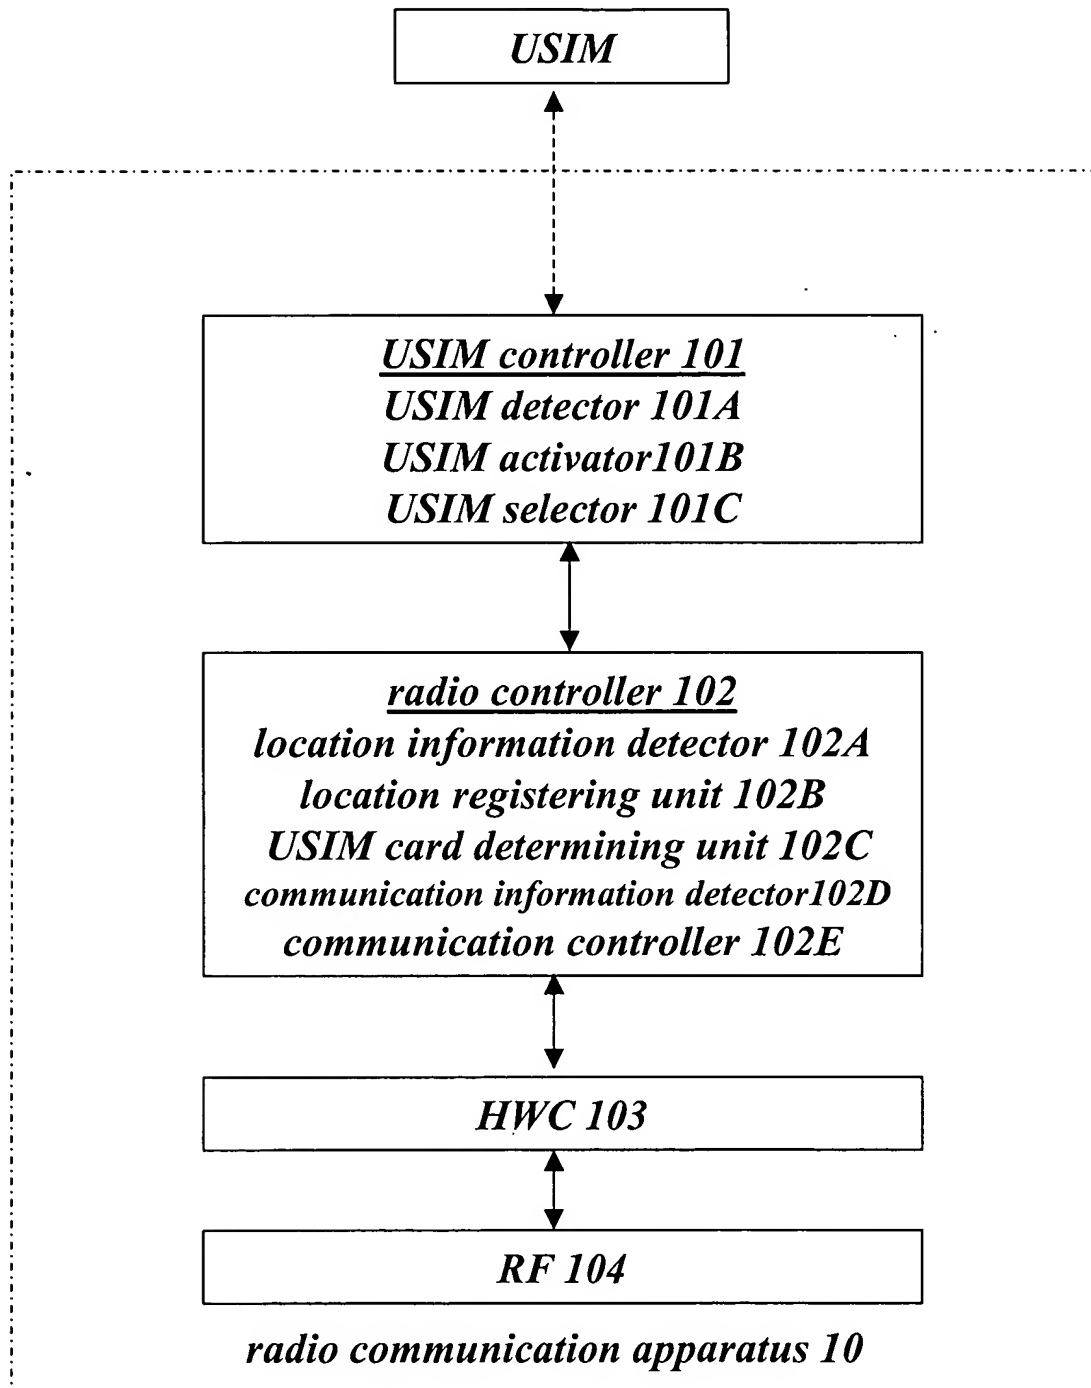 USIM
USIM controller 101
USIM detector 101A
USIM activator101B
USIM selector 101C
radio controller 102
location information detector 102A
location registering unit 102B
USIM card determining unit 102C
communication information detector102D
communication controller 102E
HWC 103
RF 104
radio communication apparatus 10